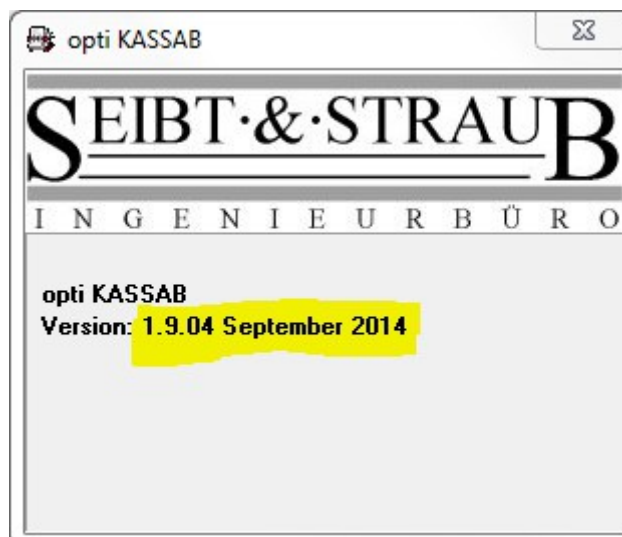 opti KASSAB
SEIBT·&·STRAUB
INGENIEURBÜRO
opti KASSAB
Version: 1.9.04 September 2014